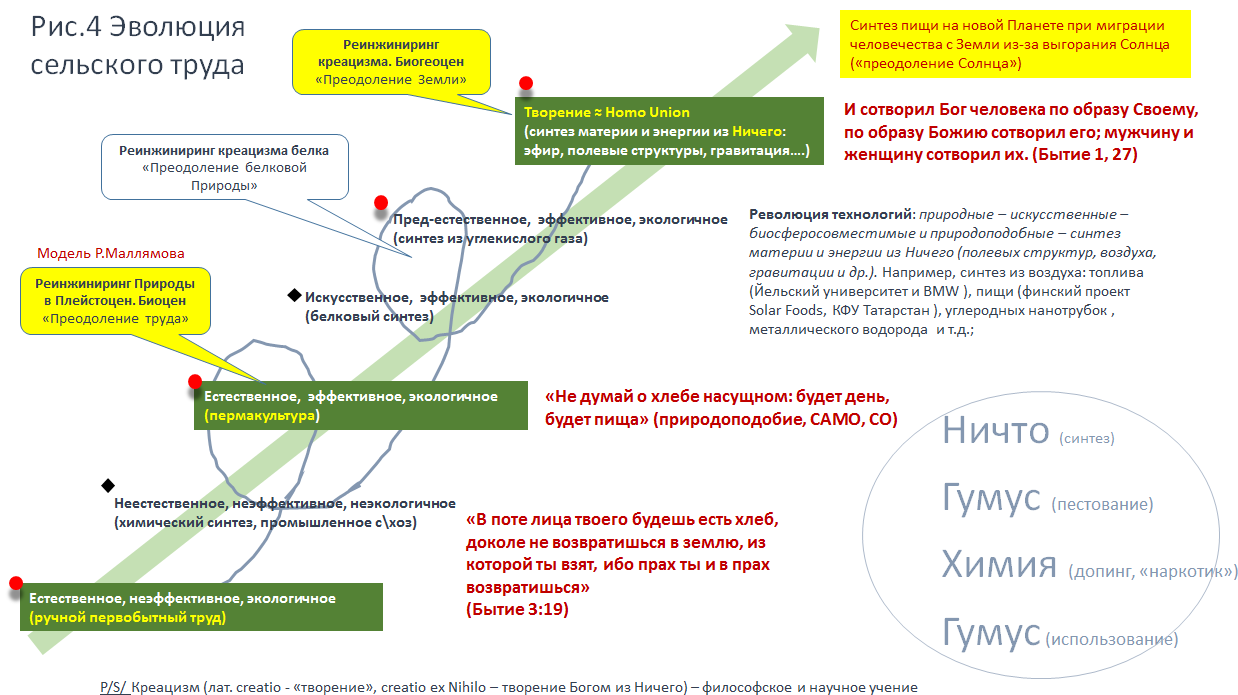 Рис.4 Эволюция
сельского труда
Реинжиниринг
креацизма. Биогеоцен
«Преодоление Земли»
Синтез пищи на новой Планете при миграции
человечества с Земли из-за выгорания Солнца
(«преодоление Солнца»)
Творение ≈ Homo Union
(синтез материи и энергии из Ничего:
эфир, полевые структуры, гравитация....)
И сотворил Бог человека по образу Своему,
по образу Божию сотворил его; мужчину и
женщину сотворил их. (Бытие 1, 27)
Реинжиниринг креацизма белка
«Преодоление белковой
Природы»
Пред-естественное, эффективное, экологичное
(синтез из углекислого газа)
Революция технологий: природные – искусственные –
биосферосовместимые и природоподобные – синтез
материи и энергии из Ничего (полевых структур, воздуха,
гравитации и др.). Например, синтез из воздуха: топлива
(Йельский университет и BMW ), пищи (финский проект
Solar Foods, КФУ Татарстан ), углеродных нанотрубок ,
металлического водорода и т.д.;
Модель Р.Маллямова
Реинжиниринг Природы
в Плейстоцен. Биоцен
«Преодоление труда»
Искусственное, эффективное, экологичное
(белковый синтез)
Естественное, эффективное, экологичное
(пермакультура)
«Не думай о хлебе насущном: будет день,
будет пища» (природоподобие, САМО, СО)
Неестественное, неэффективное, неэкологичное
(химический синтез, промышленное с\хоз)
«В поте лица твоего будешь есть хлеб,
доколе не возвратишься в землю, из
которой ты взят, ибо прах ты и в прах
возвратишься»
(Бытие 3:19)
Естественное, неэффективное, экологичное
(ручной первобытный труд)
Ничто (синтез)
Гумус (пестование)
Химия (допинг, «наркотик»)
Гумус (использование)
P/S/ Креацизм (лат. creatio - «творение», creatio ex Nihilo – творение Богом из Ничего) – философское и научное учение